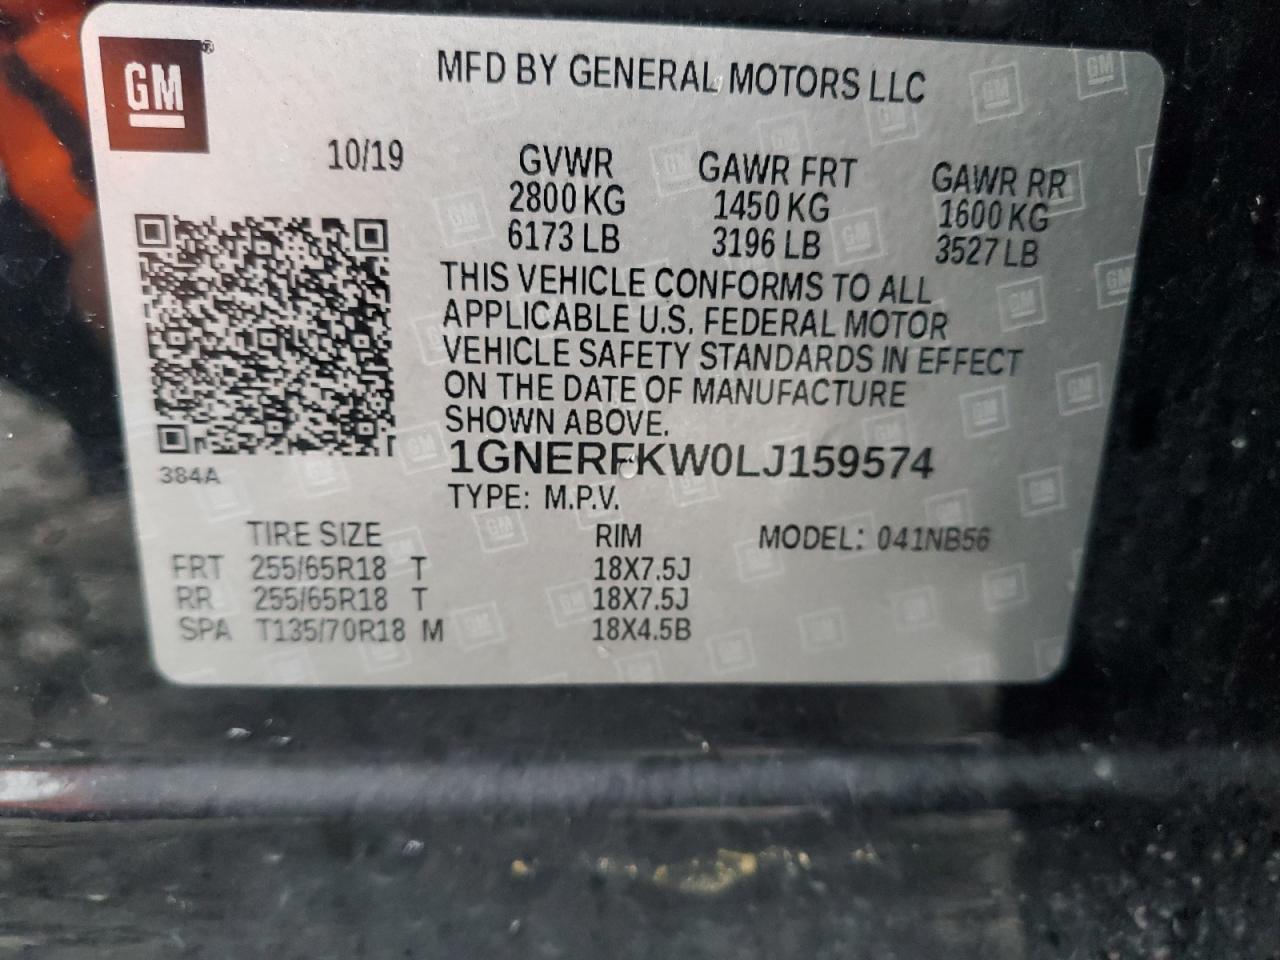 GM ®
MFD BY GENERAL MOTORS LLC
10/19
GVWR
2800 KG
6173 LB
GAWR FRT
1450 KG
3196 LB
GAWR RR
1600 KG
3527 LB
THIS VEHICLE CONFORMS TO ALL
APPLICABLE U.S. FEDERAL MOTOR
VEHICLE SAFETY STANDARDS IN EFFECT
ON THE DATE OF MANUFACTURE
SHOWN ABOVE.
384A
1GNERFKW0LJ159574
TYPE: M.P.V.
TIRE SIZE RIM MODEL: 041NB56
FRT 255/65R18 T 18X7.5J
RR 255/65R18 T 18X7.5J
SPA T135/70R18 M 18X4.5B